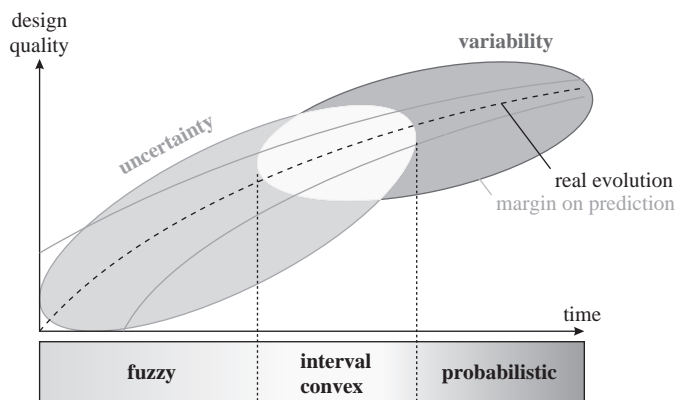 design
quality
variability
uncertainty
real evolution
margin on prediction
time
fuzzy
interval
convex
probabilistic